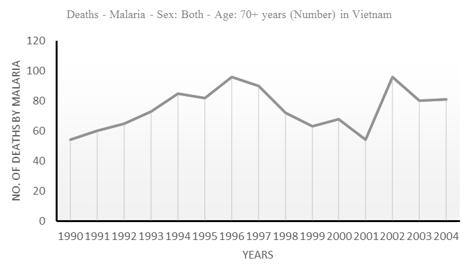 Deaths - Malaria - Sex: Both - Age: 70+ years (Number) in Vietnam
120
100
80
60
40
20
0
NO. OF DEATHS BY MALARIA
1990 1991 1992 1993 1994 1995 1996 1997 1998 1999 2000 2001 2002 2003 2004
YEARS